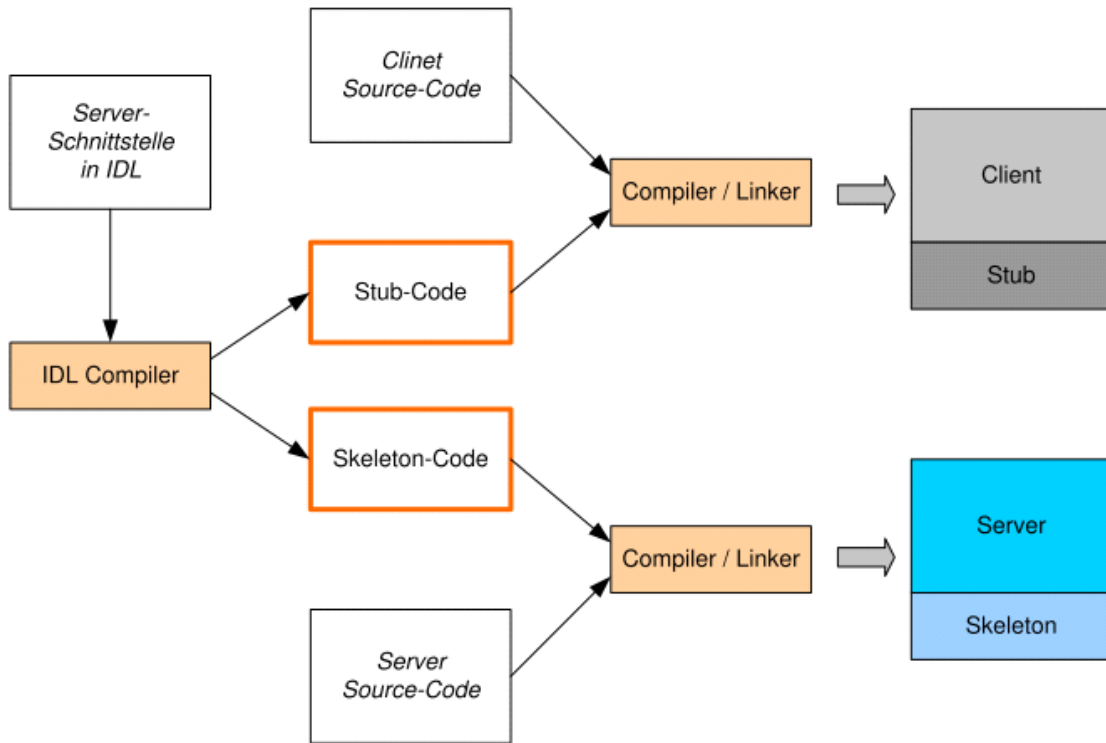 Clinet
Source-Code
Server-
Schnittstelle
in IDL
Compiler / Linker
Client
Stub
Stub-Code
IDL Compiler
Skeleton-Code
Compiler / Linker
Server
Skeleton
Server
Source-Code